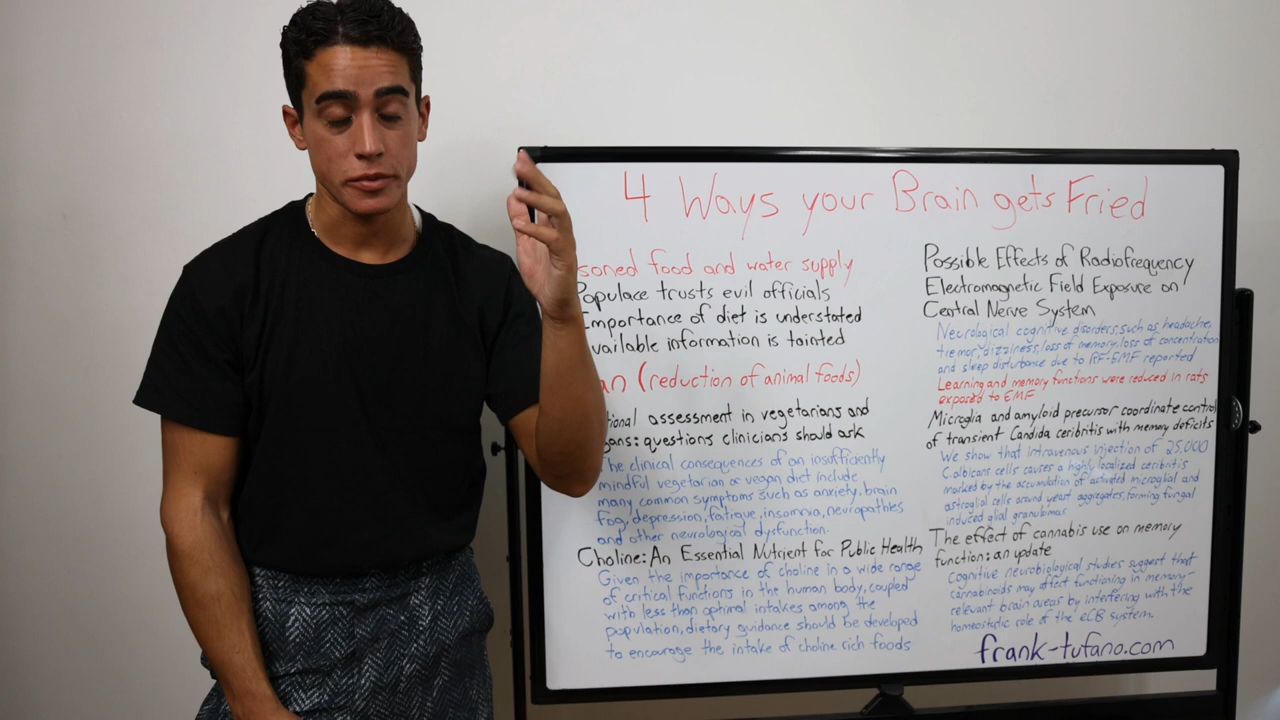 4 Ways your Brain gets Fried
soned food and water supply
Populace trusts evil officials
Importance of diet is understated
available information is tainted
an (reduction of animal foods)
tional assessment in vegetarians and
gans: questions clinicians should ask
The clinical consequences of an insufficiently
mindful vegetarian or vegan diet include
many common symptoms such as anxiety, brain
fog, depression, fatigue, insomnia, neuropathies
and other neurological dysfunction.
Choline: An Essential Nutrient for Public Health
Given the importance of choline in a wide range
of critical functions in the human body, coupled
with less than optimal intakes among the
population, dietary guidance should be developed
to encourage the intake of choline rich foods
Possible Effects of Radiofrequency
Electromagnetic Field Exposure on
Central Nerve System
Neurological cognitive disorders, such as headache,
tremor, dizziness, loss of memory, loss of concentration
and sleep disturbance due to RF-EMF reported
Learning and memory functions were reduced in rats
exposed to EMF
Microglia and amyloid precursor coordinate control
of transient Candida ceribritis with memory deficits
We show that intravenous injection of 25,000
C.albicans cells causes a highly localized ceribritis
marked by the accumulation of activated microglial and
astroglial cells around yeast aggregates, forming fungal
induced glial granulomas
The effect of cannabis use on memory
function: an update
Cognitive neurobiological studies suggest that
cannabinoids may affect functioning in memory-
relevant brain areas by interfering with the
homeostatic role of the eCB system.
frank-tufano.com